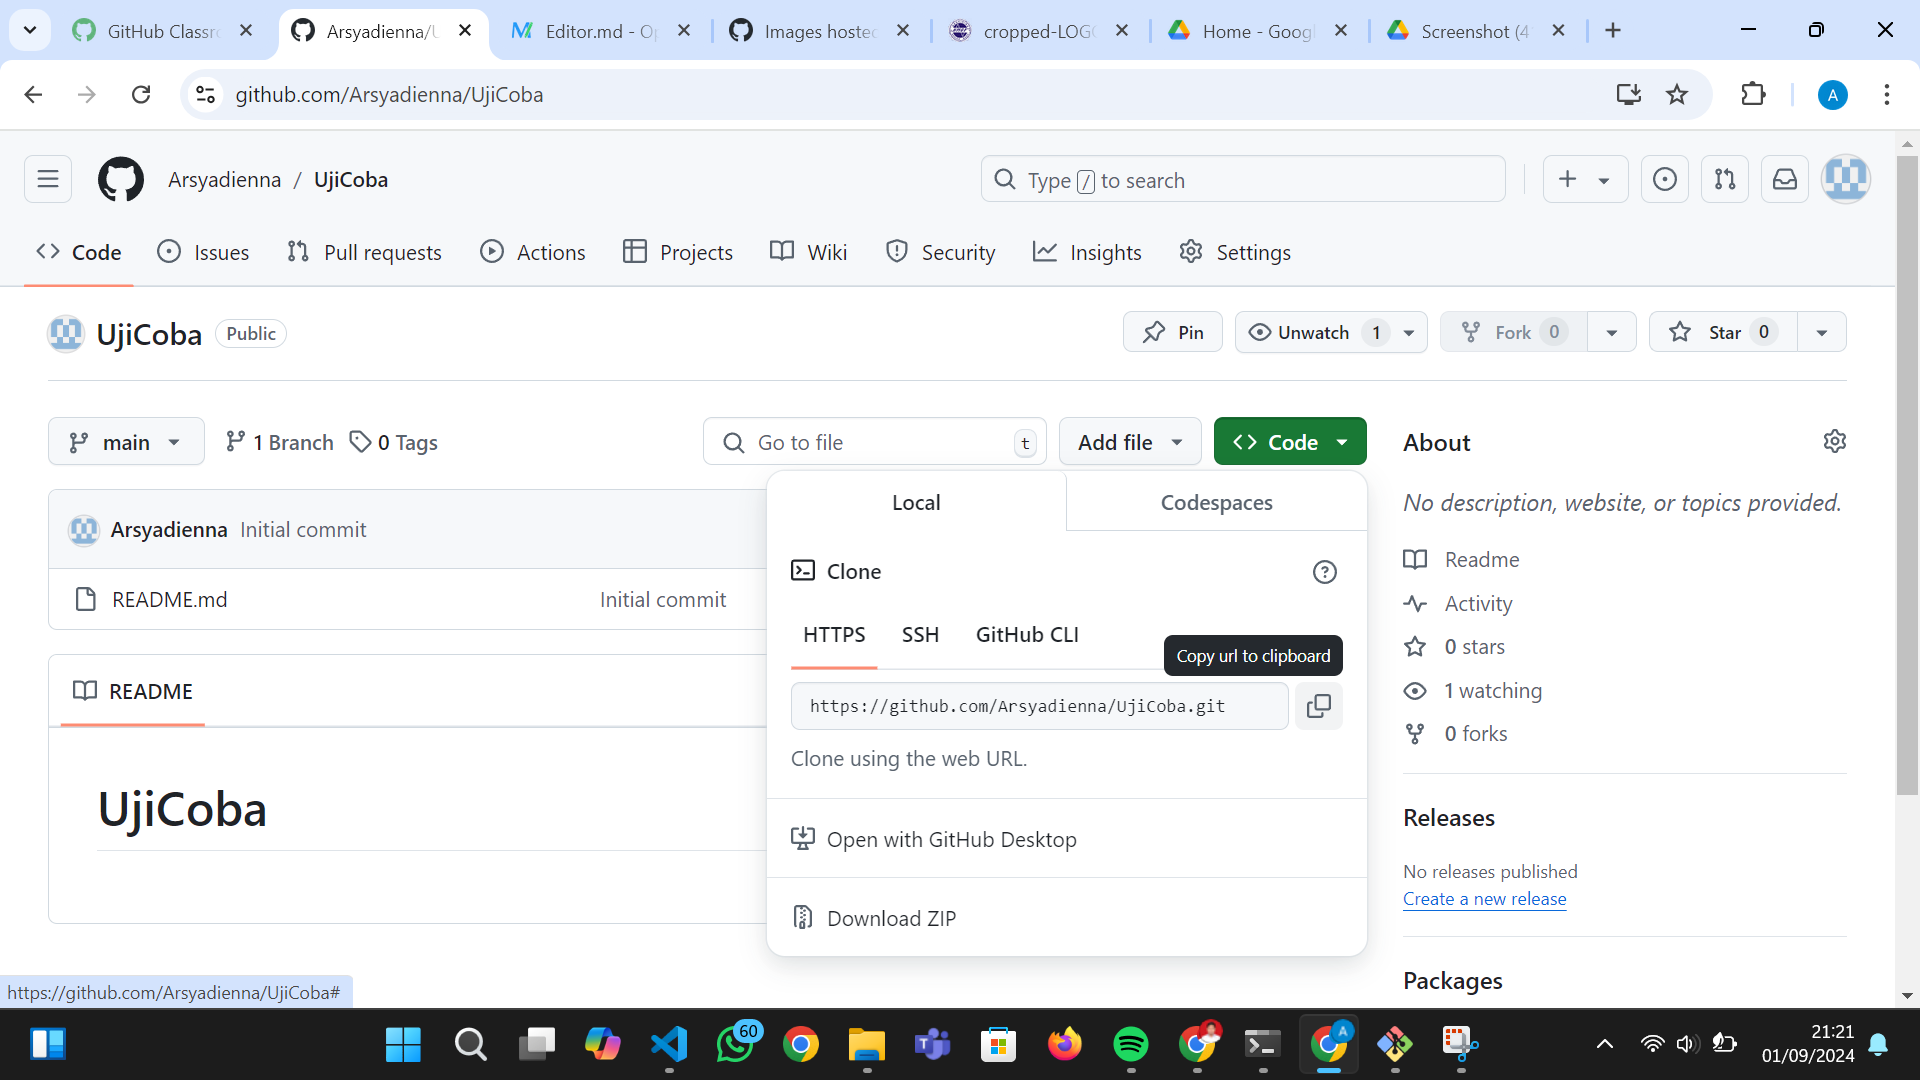 GitHub Classr
Arsyadienna/U
Editor.md - Op
Images hosted
cropped-LOGO
Home - Googl
Screenshot (4
github.com/Arsyadienna/UjiCoba
A
Arsyadienna / UjiCoba
Type / to search
Code
Issues
Pull requests
Actions
Projects
Wiki
Security
Insights
Settings
UjiCoba
Public
Pin
Unwatch 1
Fork 0
Star 0
main
1 Branch
0 Tags
Go to file
t
Add file
Code
Arsyadienna Initial commit
README.md
Initial commit
README
UjiCoba
Local
Codespaces
Clone
HTTPS
SSH
GitHub CLI
Copy url to clipboard
https://github.com/Arsyadienna/UjiCoba.git
Clone using the web URL.
Open with GitHub Desktop
Download ZIP
About
No description, website, or topics provided.
Readme
Activity
0 stars
1 watching
0 forks
Releases
No releases published
Create a new release
Packages
https://github.com/Arsyadienna/UjiCoba#
60
A
21:21
01/09/2024